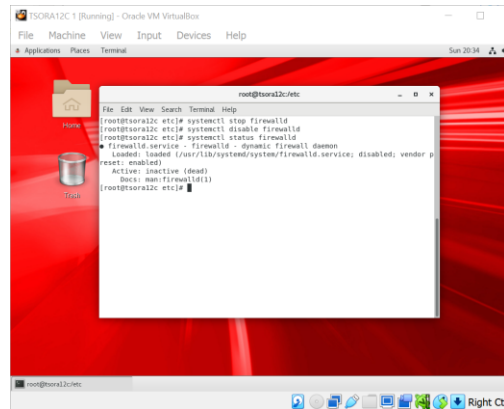 TSORA12C 1 [Running] - Oracle VM VirtualBox
File Machine View Input Devices Help
Applications Places Terminal Sun 20:34
root@tsora12c:/etc
File Edit View Search Terminal Help
[root@tsora12c etc]# systemctl stop firewalld
[root@tsora12c etc]# systemctl disable firewalld
[root@tsora12c etc]# systemctl status firewalld
● firewalld.service - firewalld - dynamic firewall daemon
Loaded: loaded (/usr/lib/systemd/system/firewalld.service; disabled; vendor p
reset: enabled)
Active: inactive (dead)
Docs: man:firewalld(1)
[root@tsora12c etc]#
Home
Trash
root@tsora12c:/etc
Right Ct